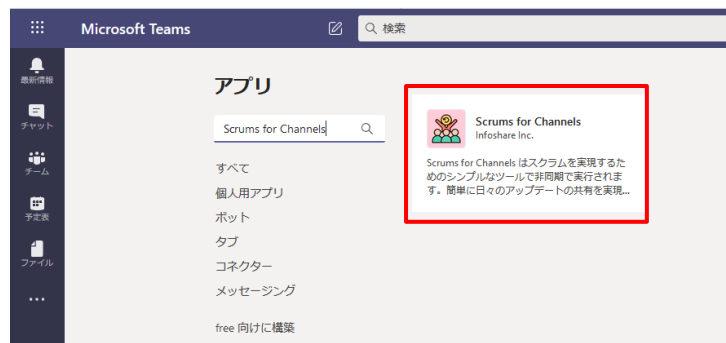 Microsoft Teams
検索
最新情報
チャット
チーム
予定表
ファイル
アプリ
Scrums for Channels
すべて
個人用アプリ
ボット
タブ
コネクター
メッセージング
free 向けに構築
Scrums for Channels
Infoshare Inc.
Scrums for Channels はスクラムを実現するた
めのシンプルなツールで非同期で実行されま
す。簡単に日々のアップデートの共有を実現...